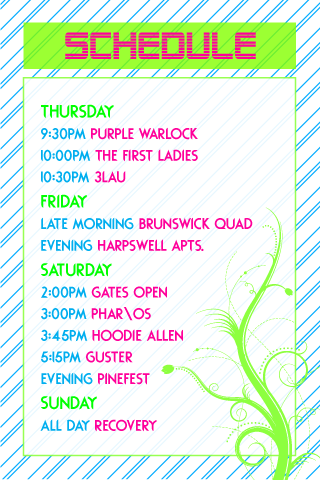 SCHEDULE
THURSDAY
9:30PM PURPLE WARLOCK
10:00PM THE FIRST LADIES
10:30PM 3LAU
FRIDAY
LATE MORNING BRUNSWICK QUAD
EVENING HARPSWELL APTS.
SATURDAY
2:00PM GATES OPEN
3:00PM PHAR\OS
3:45PM HOODIE ALLEN
5:15PM GUSTER
EVENING PINEFEST
SUNDAY
ALL DAY RECOVERY